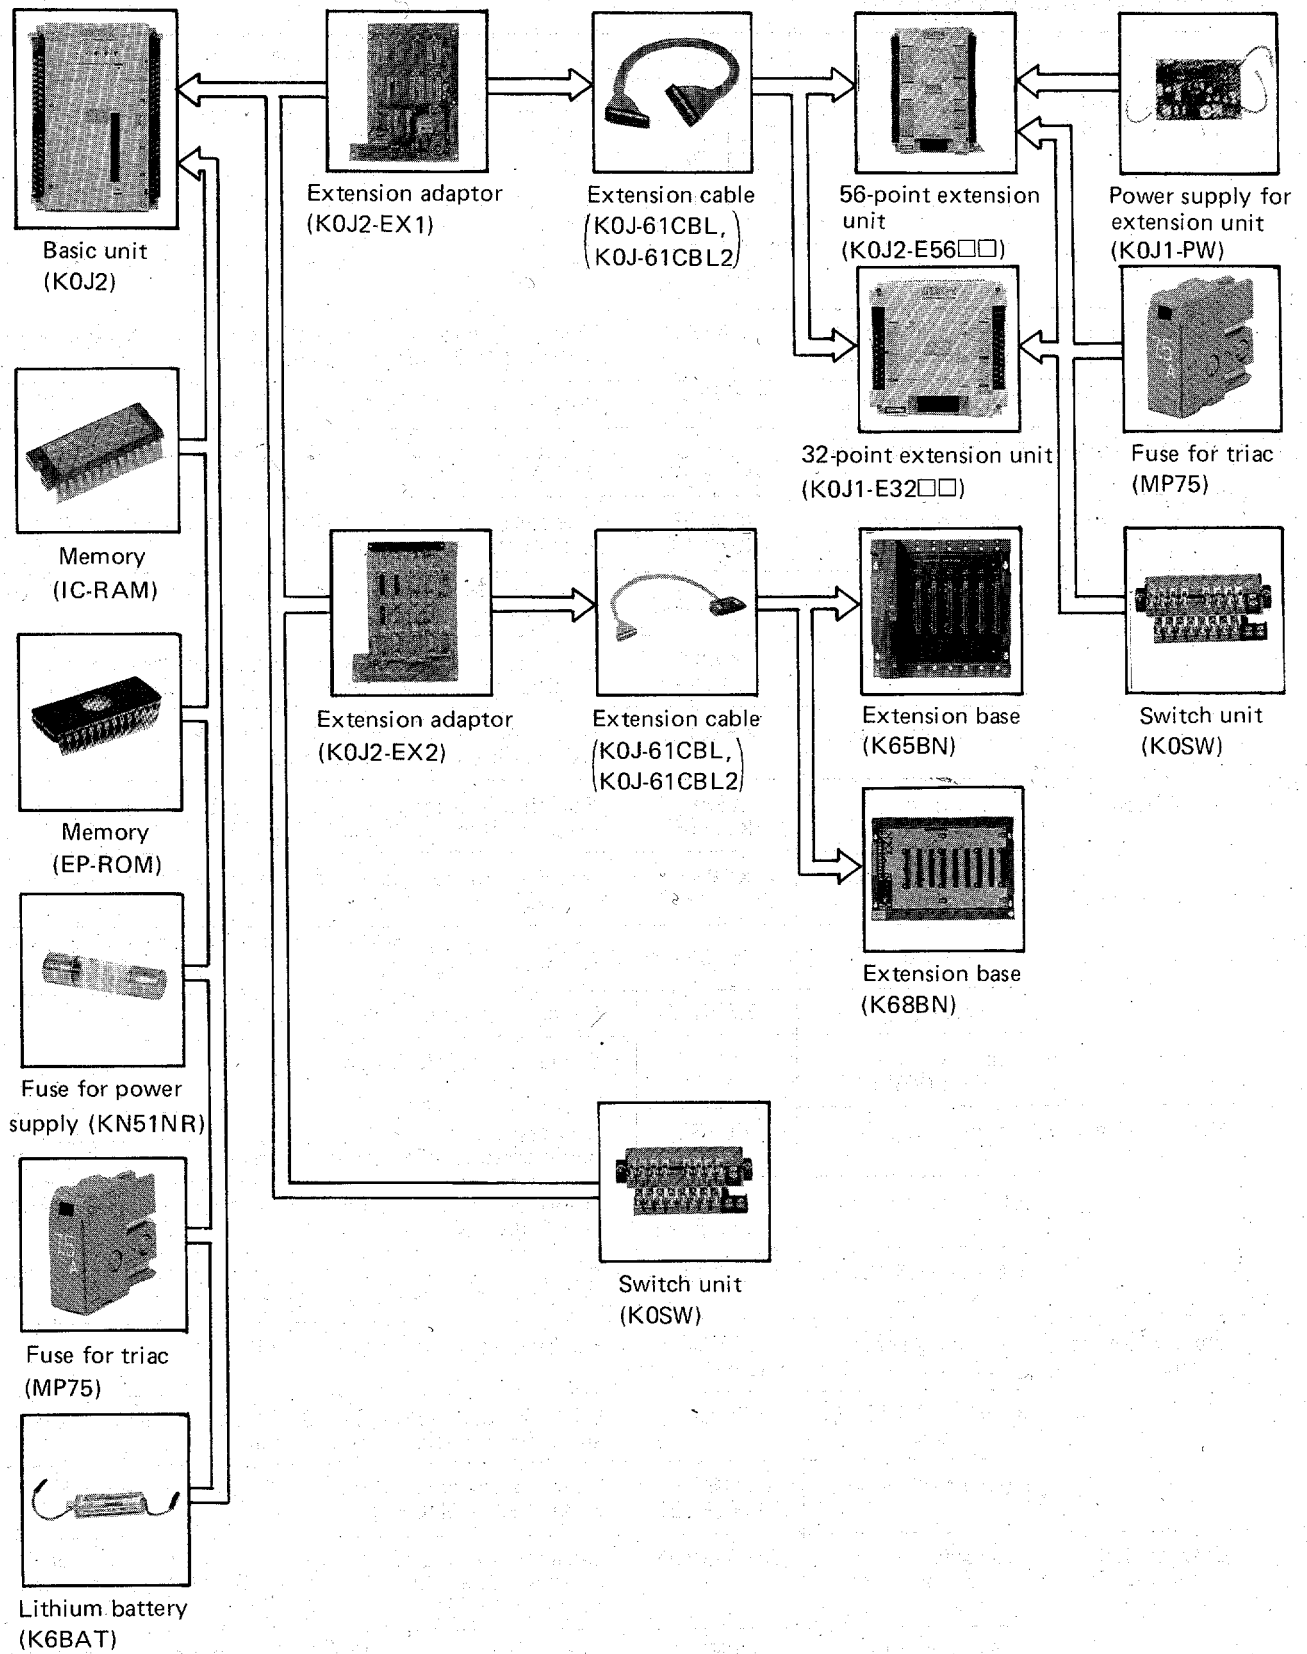 Basic unit
(K0J2)
Extension adaptor
(K0J2-EX1)
Extension cable
(K0J-61CBL,
K0J-61CBL2)
56-point extension
unit
(K0J2-E56□□)
Power supply for
extension unit
(K0J1-PW)
32-point extension unit
(K0J1-E32□□)
7.5
A
Fuse for triac
(MP75)
Memory
(IC-RAM)
Extension adaptor
(K0J2-EX2)
Extension cable
(K0J-61CBL,
K0J-61CBL2)
Extension base
(K65BN)
Switch unit
(K0SW)
Memory
(EP-ROM)
Extension base
(K68BN)
Fuse for power
supply (KN51NR)
7.5
A
Fuse for triac
(MP75)
Switch unit
(K0SW)
Lithium battery
(K6BAT)